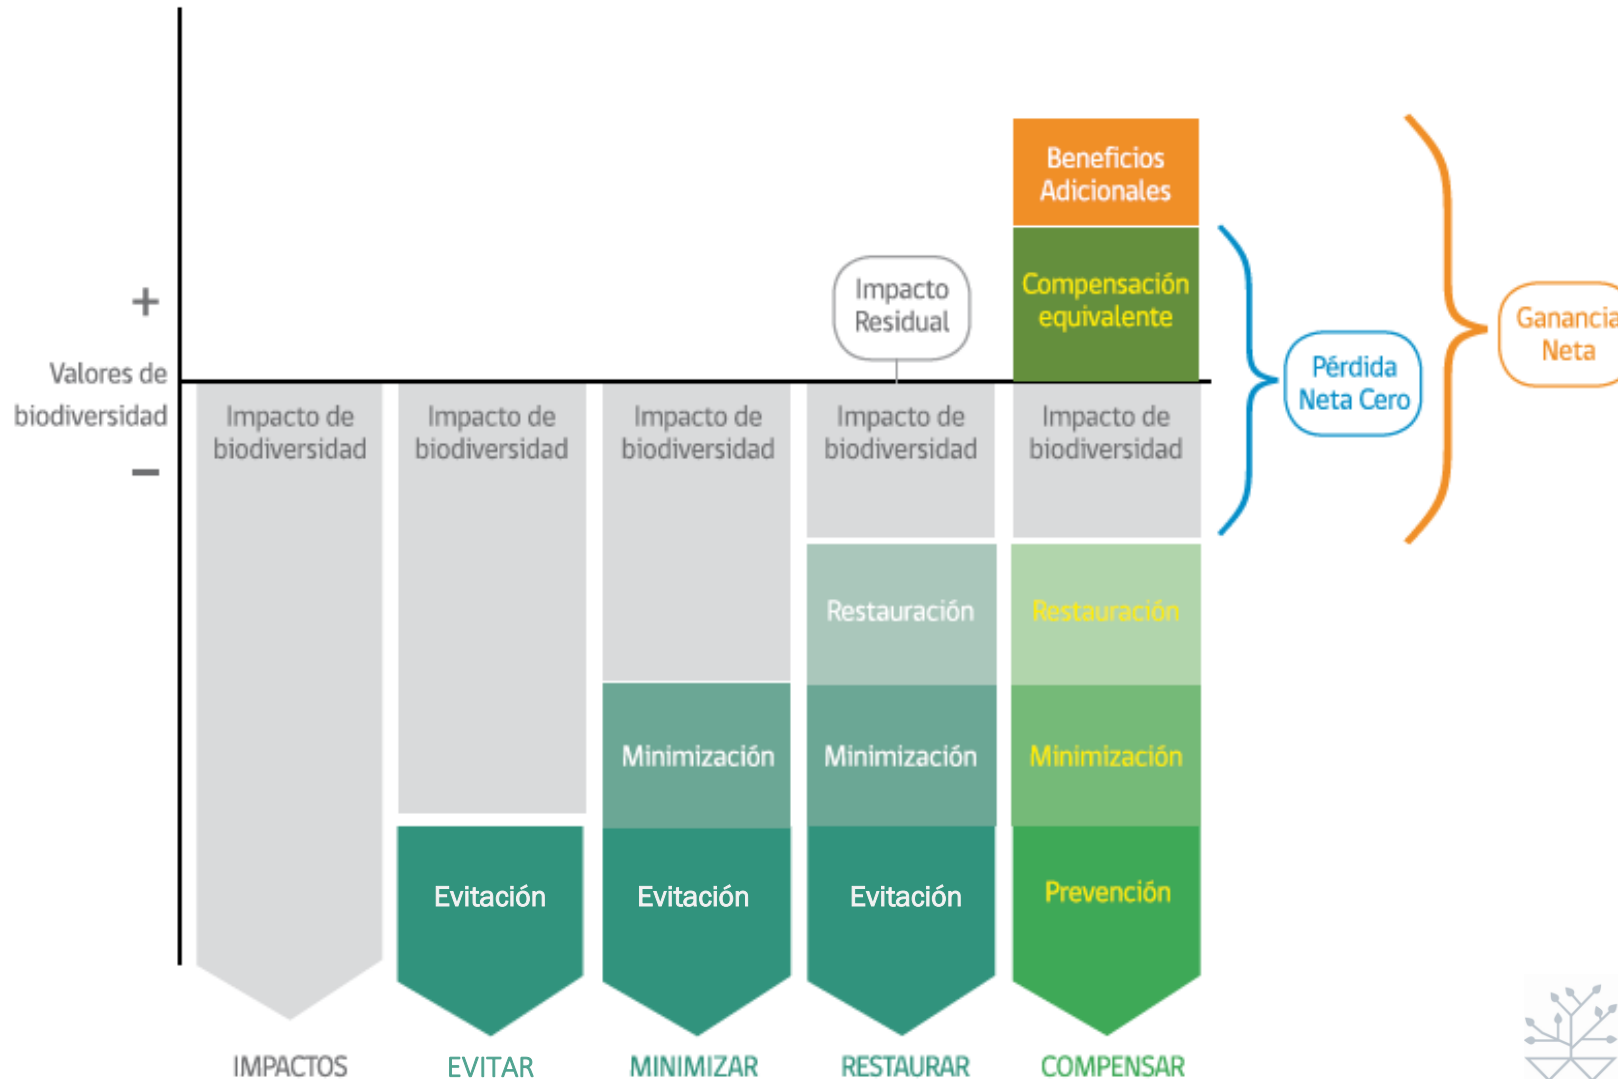 Beneficios
Adicionales
Compensación
equivalente
Impacto
Residual
Ganancia
Neta
Pérdida
Neta Cero
+
Valores de
biodiversidad
−
Impacto de
biodiversidad
Impacto de
biodiversidad
Impacto de
biodiversidad
Impacto de
biodiversidad
Impacto de
biodiversidad
Restauración
Restauración
Minimización
Minimización
Minimización
Evitación
Evitación
Evitación
Prevención
IMPACTOS
EVITAR
MINIMIZAR
RESTAURAR
COMPENSAR